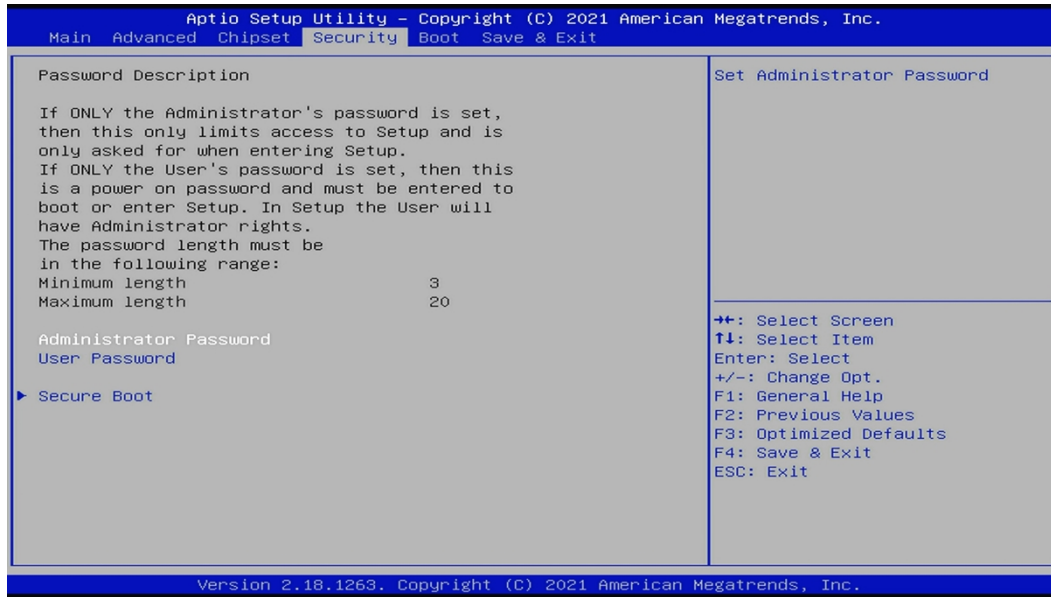 Aptio Setup Utility – Copyright (C) 2021 American Megatrends, Inc.
Main Advanced Chipset Security Boot Save & Exit
Password Description
If ONLY the Administrator's password is set,
then this only limits access to Setup and is
only asked for when entering Setup.
If ONLY the User's password is set, then this
is a power on password and must be entered to
boot or enter Setup. In Setup the User will
have Administrator rights.
The password length must be
in the following range:
Minimum length 3
Maximum length 20
Administrator Password
User Password
► Secure Boot
Set Administrator Password
→←: Select Screen
↑↓: Select Item
Enter: Select
+/-: Change Opt.
F1: General Help
F2: Previous Values
F3: Optimized Defaults
F4: Save & Exit
ESC: Exit
Version 2.18.1263. Copyright (C) 2021 American Megatrends, Inc.